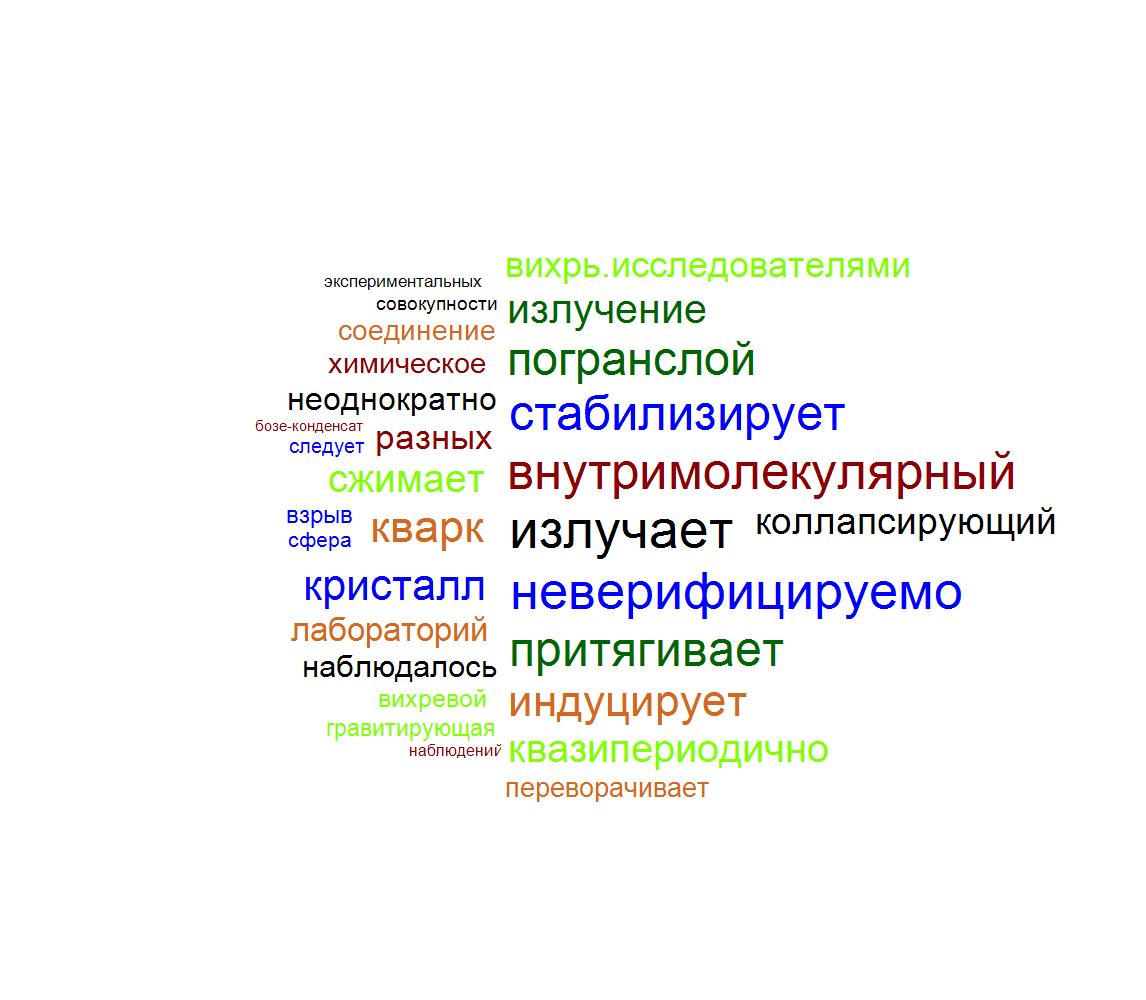 вихрь.исследователями
экспериментальных
совокупности
излучение
соединение
химическое
погранслой
неоднократно
стабилизирует
бозе-конденсат
разных
следует
сжимает
внутримолекулярный
взрыв
кварк
излучает
коллапсирующий
сфера
кристалл
неверифицируемо
лабораторий
притягивает
наблюдалось
вихревой
индуцирует
гравитирующая
наблюдений
квазипериодично
переворачивает